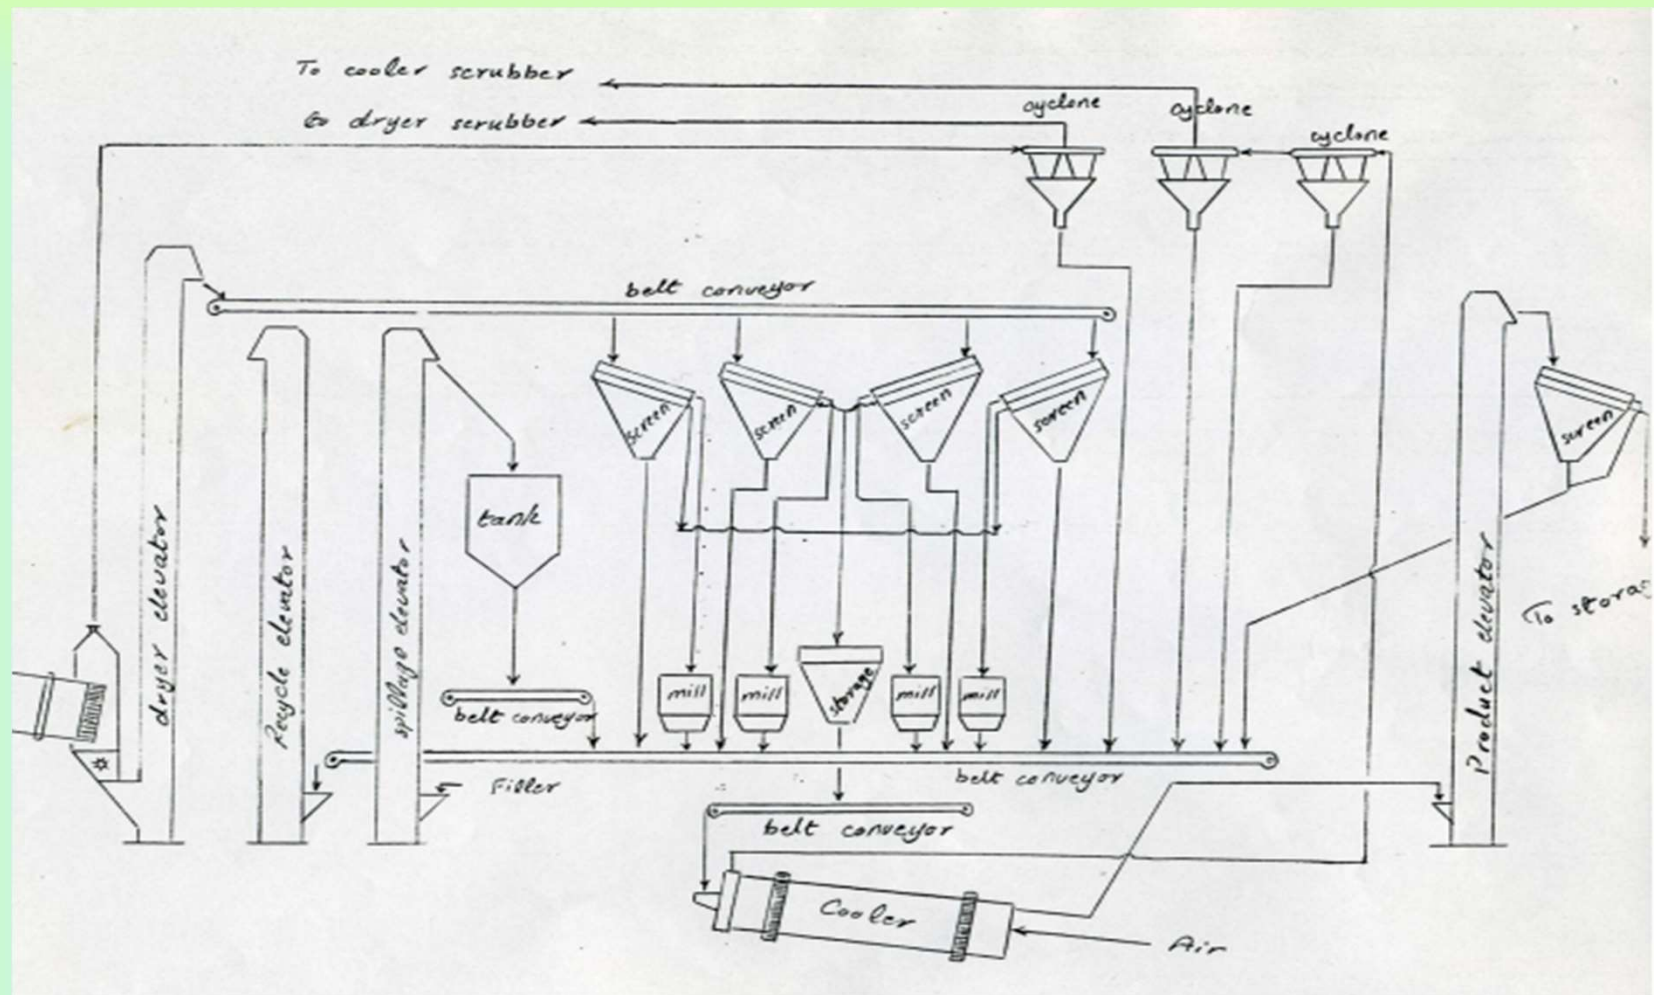 To cooler scrubber
to dryer scrubber
cyclone
cyclone
cyclone
belt conveyor
screen
screen
screen
screen
screen
tank
dryer elevator
Recycle elevator
spillage elevator
Product elevator
To storag
mill
mill
storage
mill
mill
belt conveyor
belt conveyor
Filler
belt conveyor
Cooler
Air